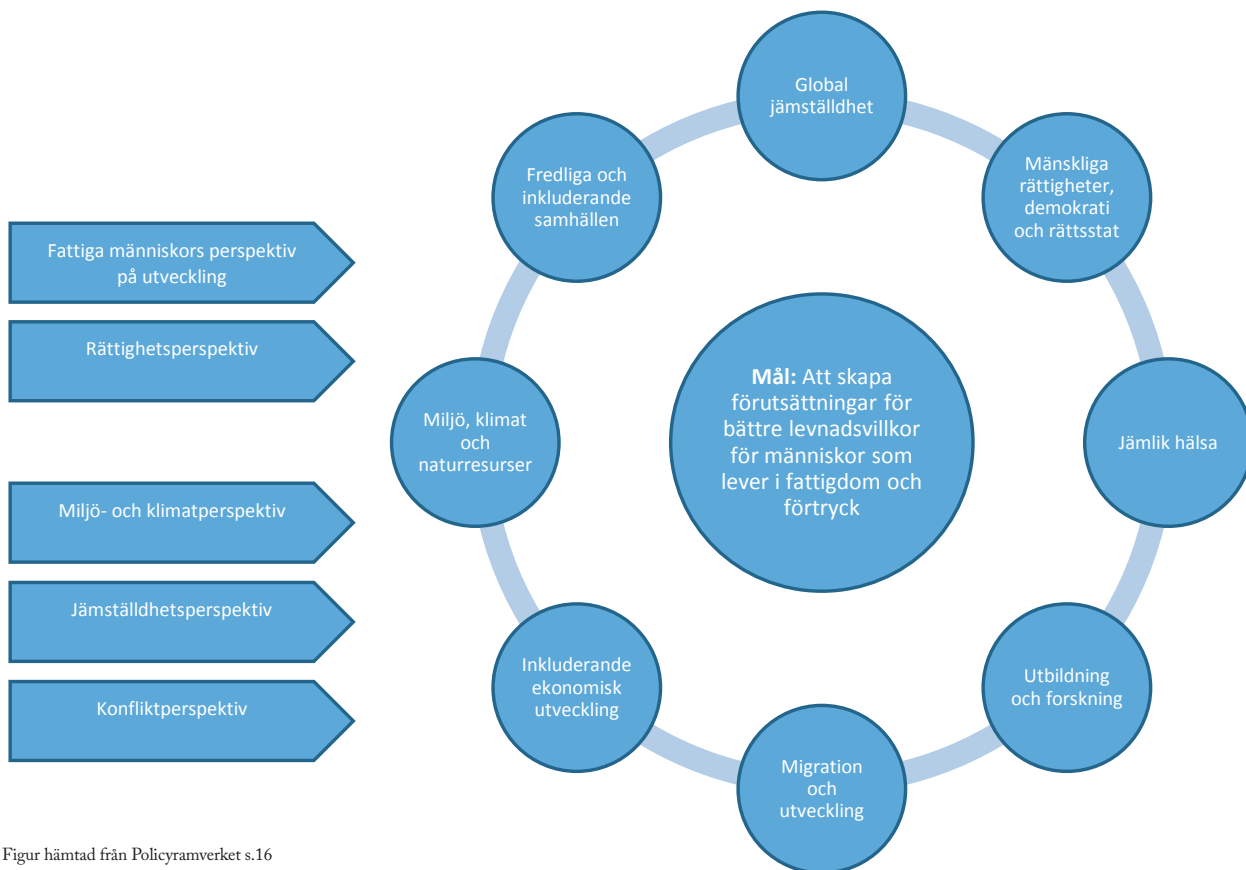 Fattiga människors perspektiv
på utveckling
Rättighetsperspektiv
Miljö- och klimatperspektiv
Jämställdhetsperspektiv
Konfliktperspektiv
Global
jämställdhet
Mänskliga
rättigheter,
demokrati
och rättsstat
Jämlik hälsa
Utbildning
och forskning
Migration
och
utveckling
Inkluderande
ekonomisk
utveckling
Miljö, klimat
och
naturresurser
Fredliga och
inkluderande
samhällen
Mål: Att skapa
förutsättningar för
bättre levnadsvillkor
för människor som
lever i fattigdom och
förtryck
Figur hämtad från Policyramverket s.16